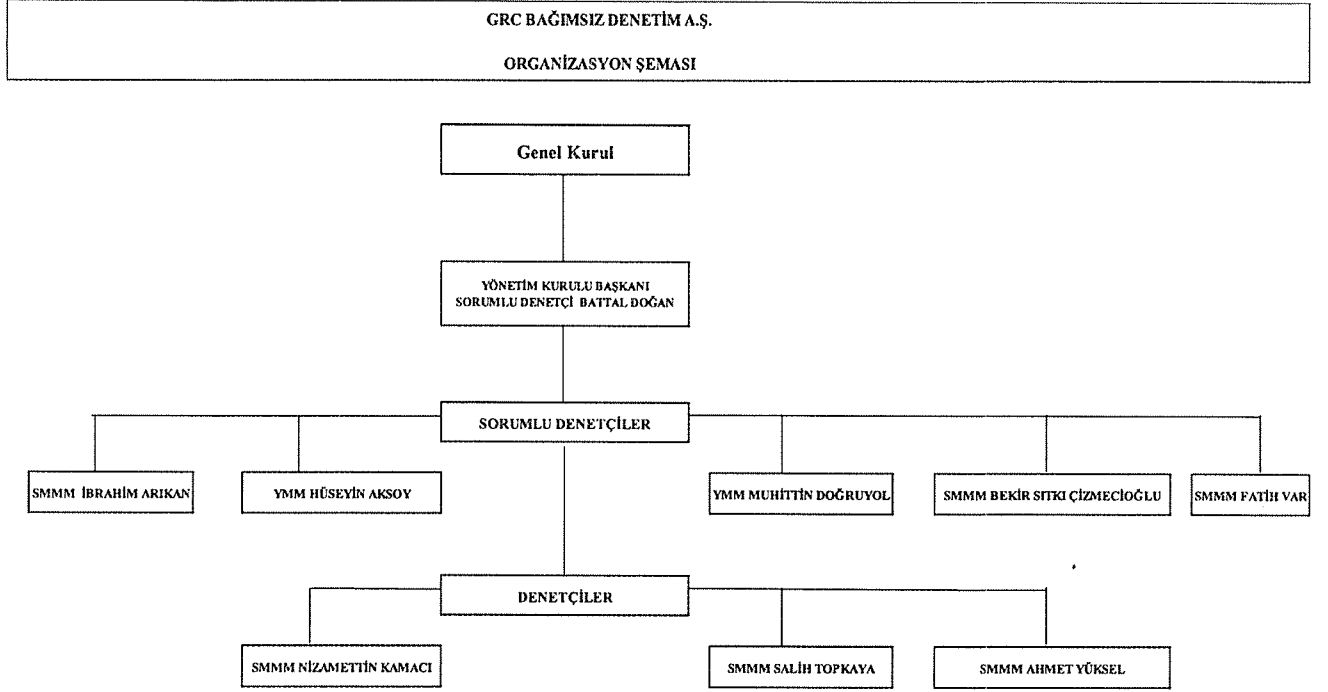 GRC BAĞIMSIZ DENETİM A.Ş.
ORGANİZASYON ŞEMASI
Genel Kurul
YÖNETİM KURULU BAŞKANI
SORUMLU DENETÇİ BATTAL DOĞAN
SORUMLU DENETÇİLER
SMMM İBRAHİM ARIKAN
YMM HÜSEYİN AKSOY
YMM MUHİTTİN DOĞRUYOL
SMMM BEKİR SITKI ÇİZMECİOĞLU
SMMM FATİH VAR
DENETÇİLER
SMMM NİZAMETTİN KAMACI
SMMM SALİH TOPKAYA
SMMM AHMET YÜKSEL